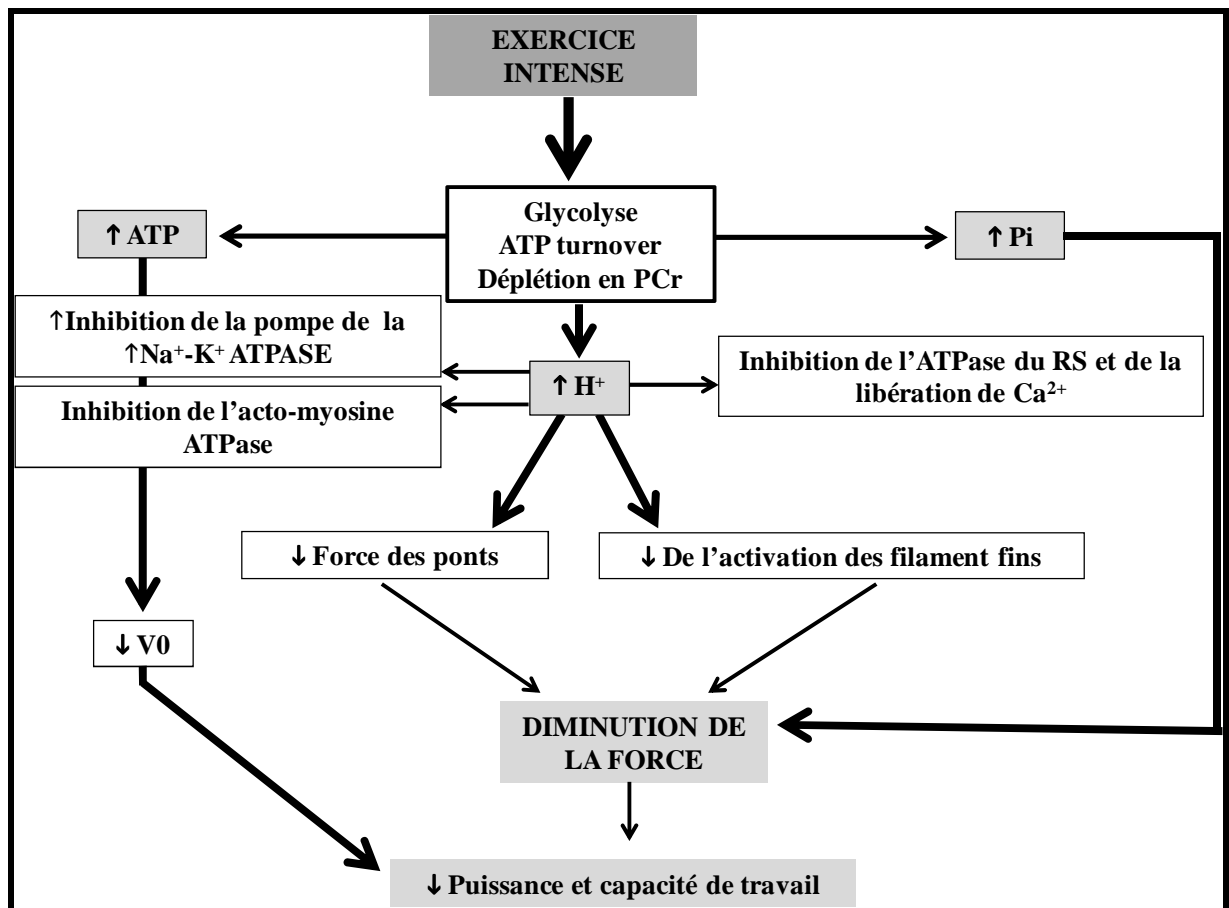 EXERCICE
INTENSE
Glycolyse
ATP turnover
Déplétion en PCr
↑ ATP
↑ Pi
↑Inhibition de la pompe de la
↑Na⁺-K⁺ ATPASE
↑ H⁺
Inhibition de l’ATPase du RS et de la
libération de Ca²⁺
Inhibition de l’acto-myosine
ATPase
↓ Force des ponts
↓ De l’activation des filament fins
↓ V0
DIMINUTION DE
LA FORCE
↓ Puissance et capacité de travail